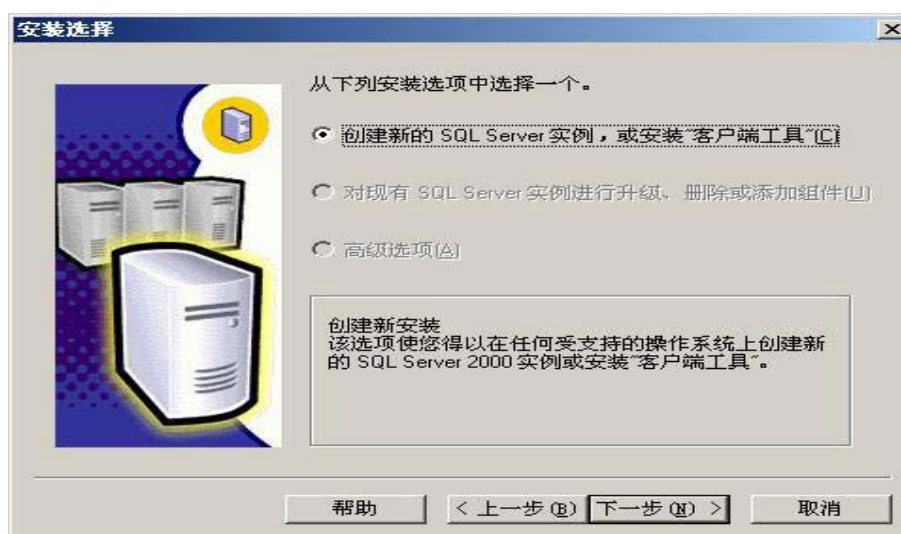 安装选择
从下列安装选项中选择一个。
创建新的 SQL Server 实例，或安装"客户端工具"(C)
对现有 SQL Server 实例进行升级、删除或添加组件(U)
高级选项(A)
创建新安装
该选项使您得以在任何受支持的操作系统上创建新
的 SQL Server 2000 实例或安装"客户端工具"。
帮助
< 上一步(B)
下一步(N) >
取消